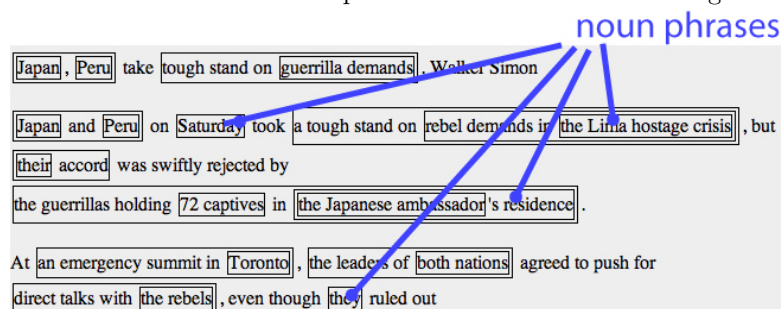 noun phrases
Japan, Peru take tough stand on guerrilla demands, Walker Simon
Japan and Peru on Saturday took a tough stand on rebel demands in the Lima hostage crisis, but
their accord was swiftly rejected by
the guerrillas holding 72 captives in the Japanese ambassador's residence.
At an emergency summit in Toronto, the leaders of both nations agreed to push for
direct talks with the rebels, even though they ruled out